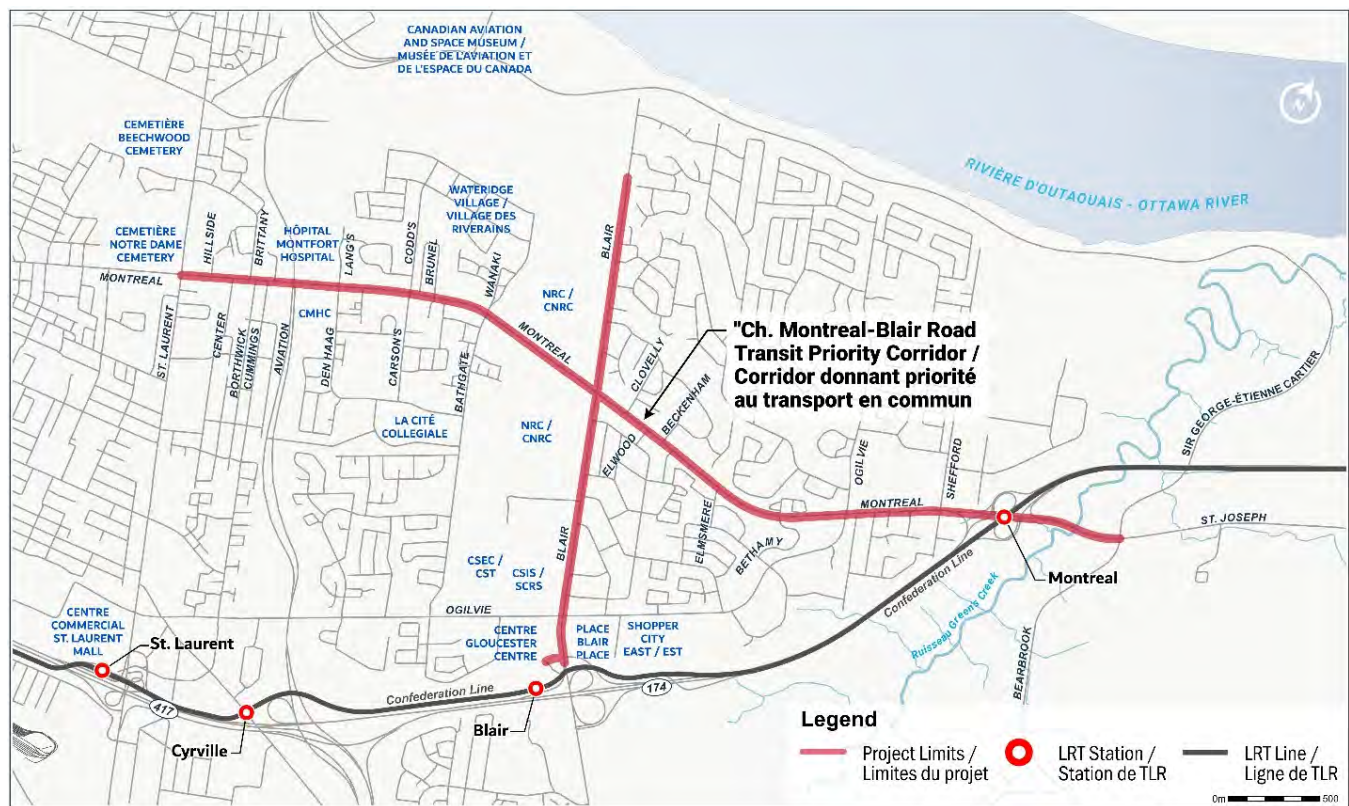 CANADIAN AVIATION
AND SPACE MUSEUM /
MUSÉE DE L'AVIATION ET
DE L'ESPACE DU CANADA
N
CEMETIÈRE
BEECHWOOD
CEMETERY
RIVIÈRE D'OUTAOUAIS - OTTAWA RIVER
WATERIDGE
VILLAGE /
VILLAGE DES
RIVERAINS
CEMETIÈRE
NOTRE DAME
CEMETERY
HILLSIDE
BRITTANY
HÔPITAL
MONTFORT
HOSPITAL
LANG'S
CODD'S
BRUNEL
WANAKI
BLAIR
MONTREAL
NRC /
CNRC
CMHC
ST. LAURENT
CENTER
BORTHWICK
CUMMINGS
AVIATION
DEN HAAG
CARSON'S
BATHGATE
MONTREAL
CLOVELLY
BECKENHAM
"Ch. Montreal-Blair Road
Transit Priority Corridor /
Corridor donnant priorité
au transport en commun
SIR GEORGE-ÉTIENNE CARTIER
LA CITÉ
COLLEGIALE
NRC /
CNRC
ELWOOD
OGILVIE
SHEFFORD
MONTREAL
ST. JOSEPH
BLAIR
ELMSMERE
BETHAMY
CSEC /
CST
CSIS /
SCRS
Confederation Line
Montreal
Ruisseau Green's Creek
BEARBROOK
OGILVIE
CENTRE
COMMERCIAL
ST. LAURENT
MALL
St. Laurent
CENTRE
GLOUCESTER
CENTRE
PLACE
BLAIR
PLACE
SHOPPER
CITY
EAST / EST
417
Confederation Line
174
Cyrville
Blair
Legend
Project Limits /
Limites du projet
LRT Station /
Station de TLR
LRT Line /
Ligne de TLR
0m
500